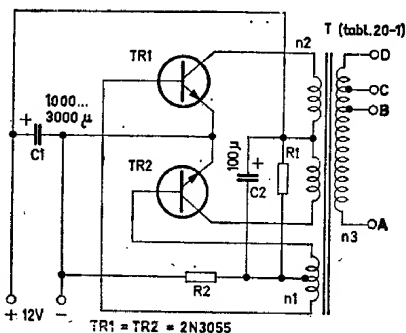 T (tabl.20-1)
n2
TR1
D
C
B
1000...
3000 µ
+
C1
100µ
+
R1
TR2
C2
A
n3
R2
n1
+ 12V −
TR1 = TR2 = 2N3055